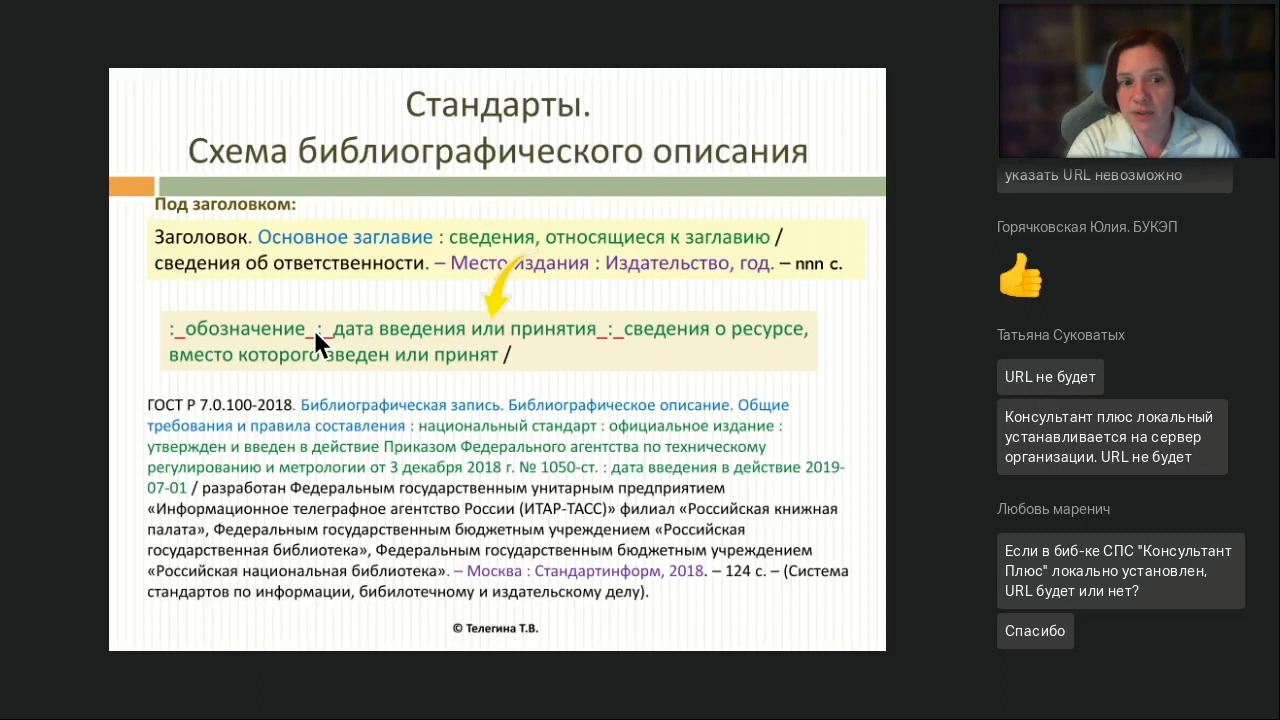 Стандарты.
Схема библиографического описания
Под заголовком:
Заголовок. Основное заглавие : сведения, относящиеся к заглавию /
сведения об ответственности. – Место издания : Издательство, год. – nnn с.
:_обозначение_:_дата введения или принятия_:_сведения о ресурсе,
вместо которого введен или принят /
ГОСТ Р 7.0.100-2018. Библиографическая запись. Библиографическое описание. Общие
требования и правила составления : национальный стандарт : официальное издание :
утвержден и введен в действие Приказом Федерального агентства по техническому
регулированию и метрологии от 3 декабря 2018 г. № 1050-ст. : дата введения в действие 2019-
07-01 / разработан Федеральным государственным унитарным предприятием
«Информационное телеграфное агентство России (ИТАР-ТАСС)» филиал «Российская книжная
палата», Федеральным государственным бюджетным учреждением «Российская
государственная библиотека», Федеральным государственным бюджетным учреждением
«Российская национальная библиотека». – Москва : Стандартинформ, 2018. – 124 с. – (Система
стандартов по информации, бибилотечному и издательскому делу).
© Телегина Т.В.
указать URL невозможно
Горячковская Юлия. БУКЭП
Татьяна Суковатых
URL не будет
Консультант плюс локальный
устанавливается на сервер
организации. URL не будет
Любовь маренич
Если в биб-ке СПС "Консультант
Плюс" локально установлен,
URL будет или нет?
Спасибо